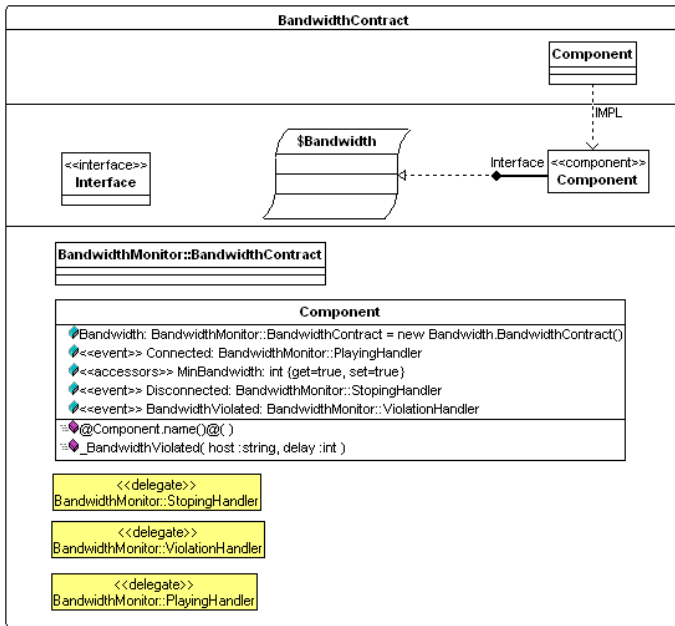 BandwidthContract
Component
IMPL
$Bandwidth
<<interface>>
Interface
Interface
<<component>>
Component
BandwidthMonitor::BandwidthContract
Component
Bandwidth: BandwidthMonitor::BandwidthContract = new Bandwidth.BandwidthContract()
<<event>> Connected: BandwidthMonitor::PlayingHandler
<<accessors>> MinBandwidth: int {get=true, set=true}
<<event>> Disconnected: BandwidthMonitor::StopingHandler
<<event>> BandwidthViolated: BandwidthMonitor::ViolationHandler
@Component.name()@( )
_BandwidthViolated( host :string, delay :int )
<<delegate>>
BandwidthMonitor::StopingHandler
<<delegate>>
BandwidthMonitor::ViolationHandler
<<delegate>>
BandwidthMonitor::PlayingHandler